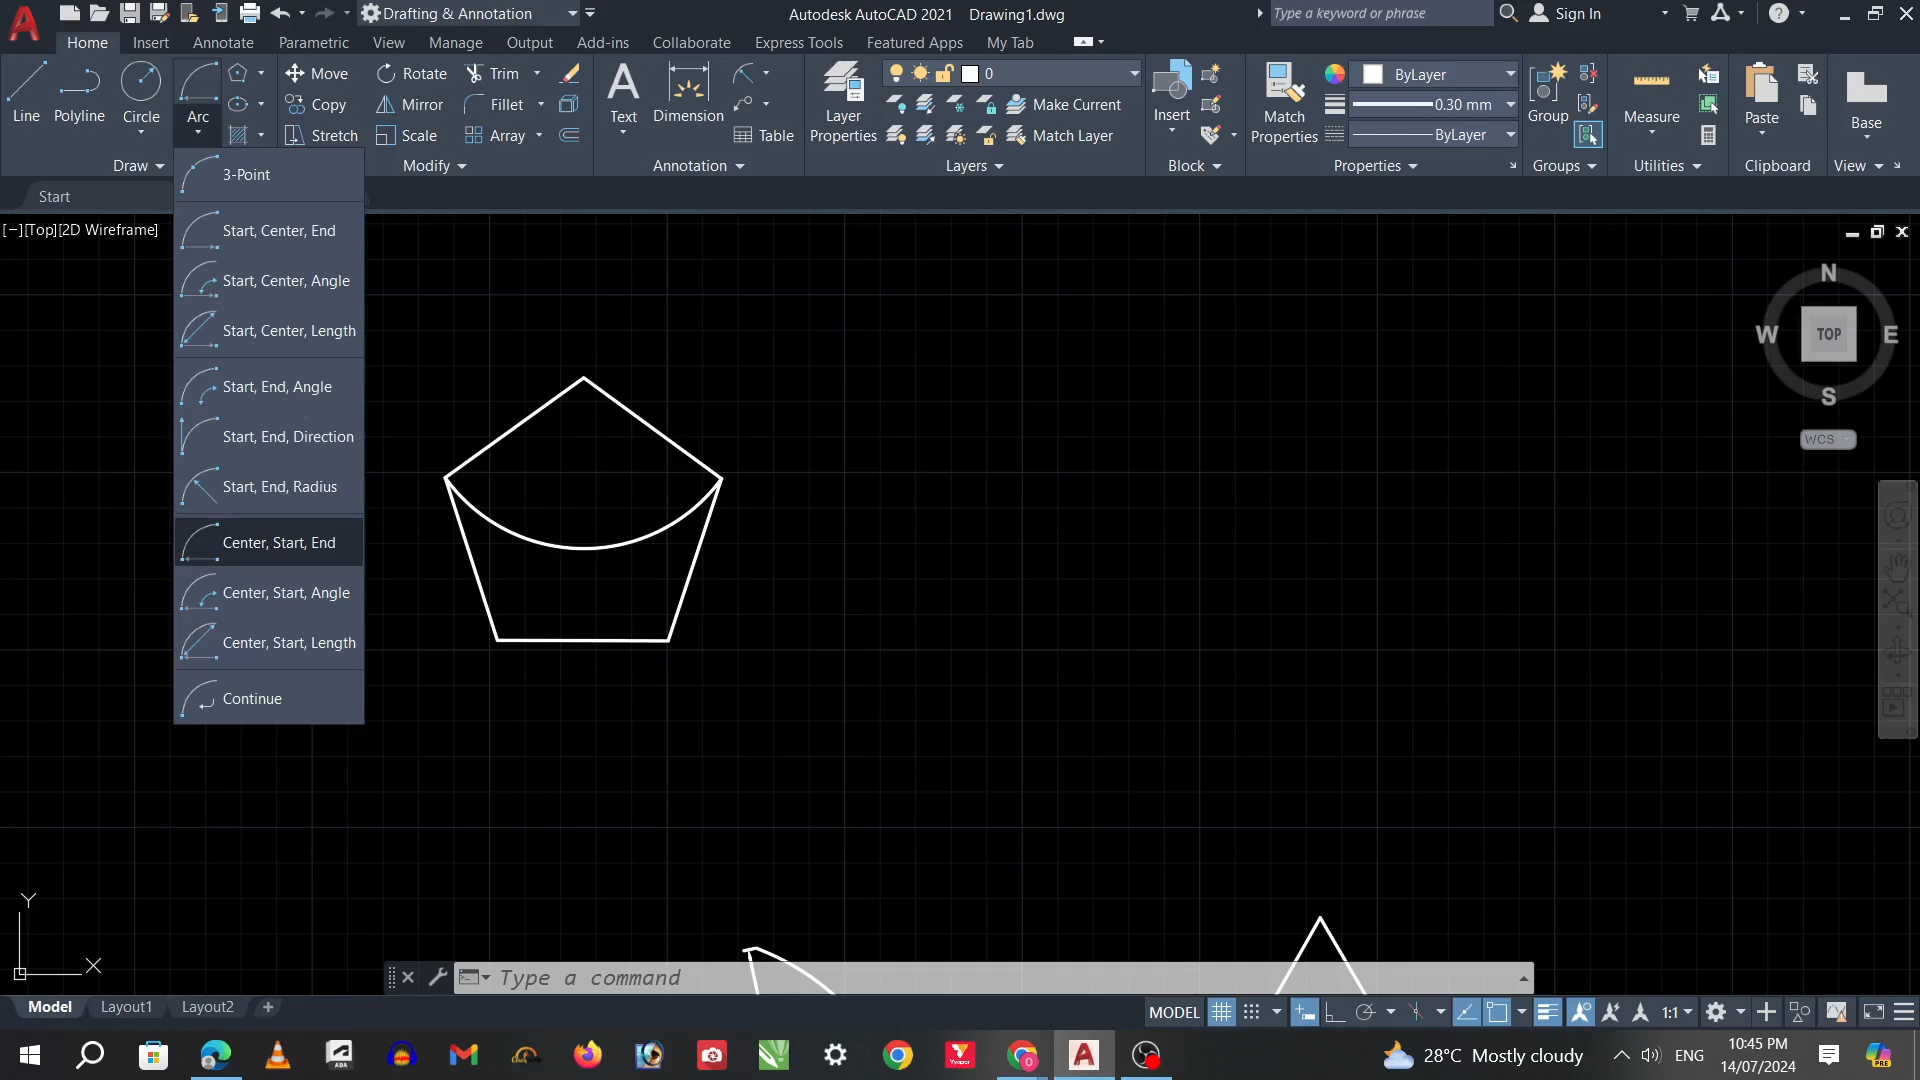 Drafting & Annotation
Autodesk AutoCAD 2021 Drawing1.dwg
Type a keyword or phrase
Sign In
Home Insert Annotate Parametric View Manage Output Add-ins Collaborate Express Tools Featured Apps My Tab
Line Polyline Circle Arc
Move Rotate Trim
Copy Mirror Fillet
Stretch Scale Array
Text Dimension Table
Layer Properties
0
Make Current
Match Layer
Insert
Match Properties
ByLayer
0.30 mm
ByLayer
Group
Measure
Paste
Base
Draw Modify Annotation Layers Block Properties Groups Utilities Clipboard View
Start
[−][Top][2D Wireframe]
3-Point
Start, Center, End
Start, Center, Angle
Start, Center, Length
Start, End, Angle
Start, End, Direction
Start, End, Radius
Center, Start, End
Center, Start, Angle
Center, Start, Length
Continue
N
W TOP E
S
WCS
Y
X
Type a command
Model Layout1 Layout2
MODEL 1:1
28°C Mostly cloudy
ENG
10:45 PM
14/07/2024
ADA
Vyapar
PRE